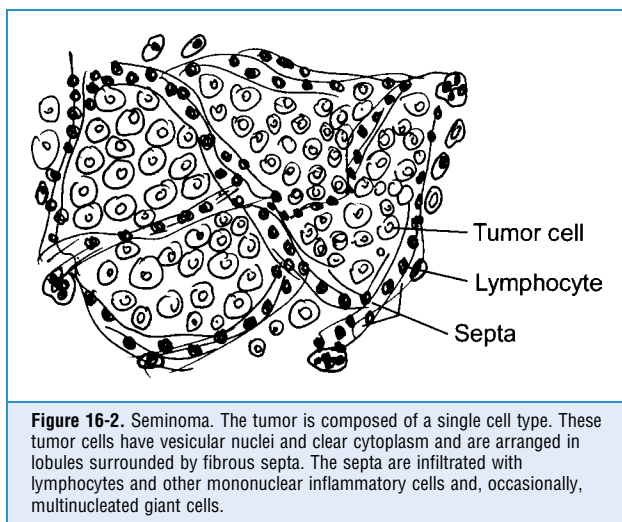 Tumor cell
Lymphocyte
Septa
Figure 16-2. Seminoma. The tumor is composed of a single cell type. These
tumor cells have vesicular nuclei and clear cytoplasm and are arranged in
lobules surrounded by fibrous septa. The septa are infiltrated with
lymphocytes and other mononuclear inflammatory cells and, occasionally,
multinucleated giant cells.